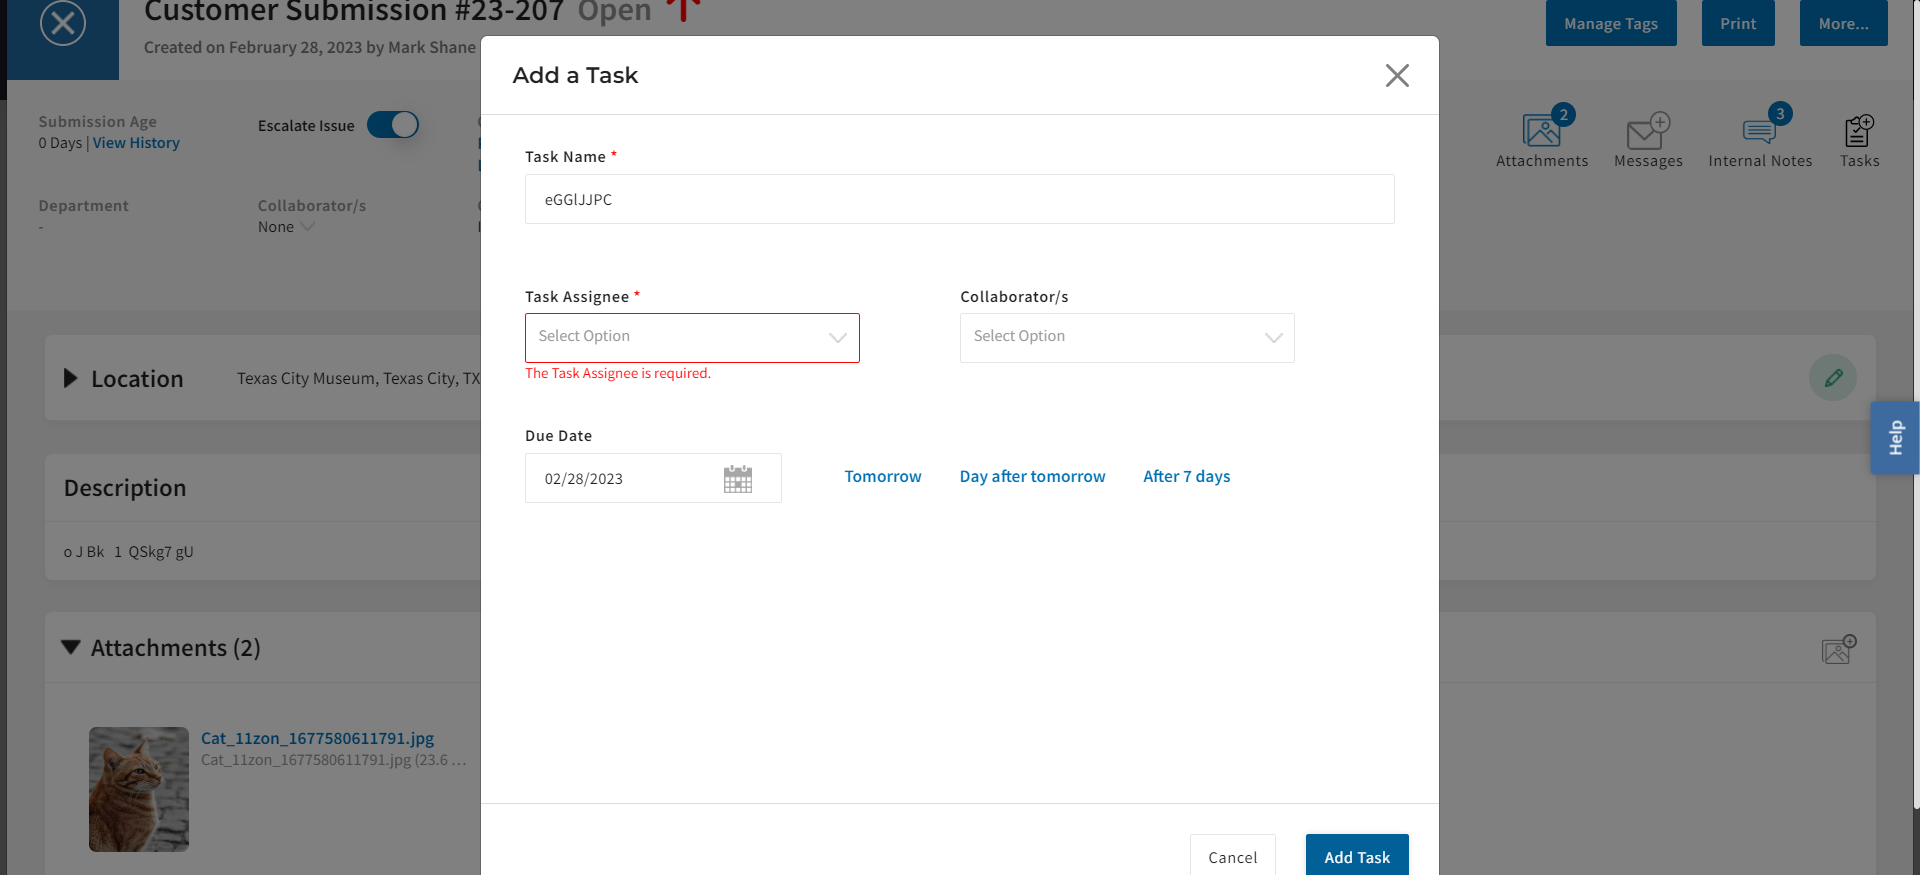 Customer Submission #23-207 Open
Created on February 28, 2023 by Mark Shane
Manage Tags
Print
More...
Submission Age
0 Days | View History
Escalate Issue
Department
-
Collaborator/s
None
2
Attachments
Messages
3
Internal Notes
Tasks
Add a Task
Task Name *
eGGlJJPC
Task Assignee *
Select Option
The Task Assignee is required.
Collaborator/s
Select Option
Due Date
02/28/2023
Tomorrow
Day after tomorrow
After 7 days
Cancel
Add Task
Location
Texas City Museum, Texas City, TX
Help
Description
o J Bk 1 QSkg7 gU
Attachments (2)
Cat_11zon_1677580611791.jpg
Cat_11zon_1677580611791.jpg (23.6 ...